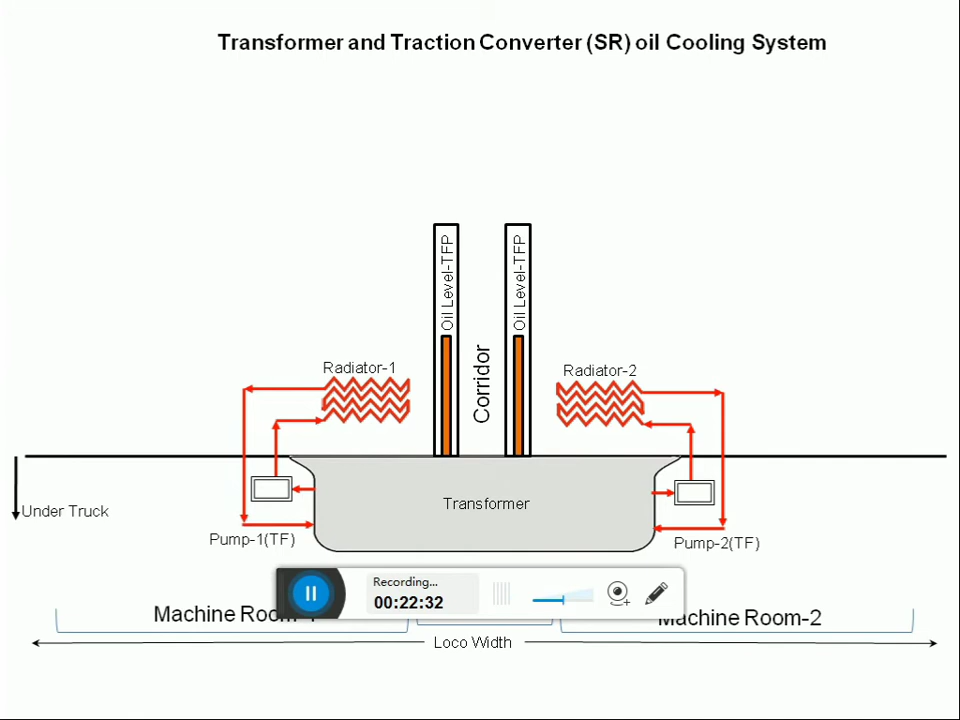 Transformer and Traction Converter (SR) oil Cooling System
Oil Level-TFP
Oil Level-TFP
Corridor
Radiator-1
Radiator-2
Transformer
Under Truck
Pump-1(TF)
Pump-2(TF)
Recording...
00:22:32
Machine Room-1
Machine Room-2
Loco Width